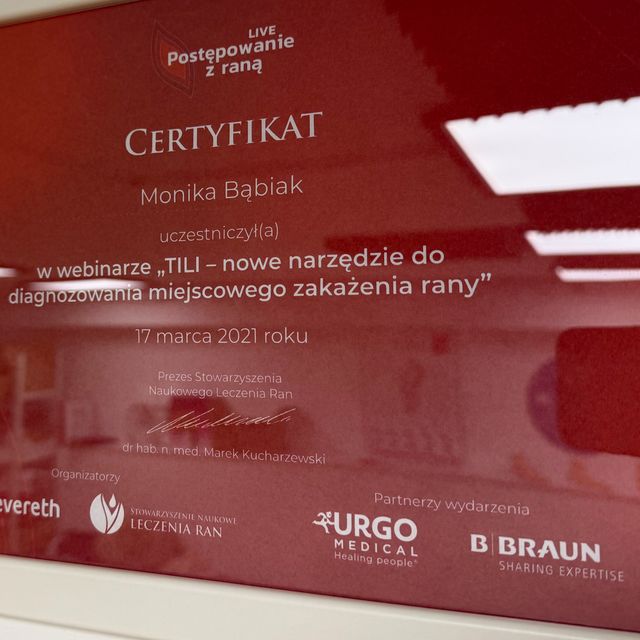 LIVE
Postępowanie
z raną
CERTYFIKAT
Monika Bąbiak
uczestniczył(a)
w webinarze „TILI – nowe narzędzie do
diagnozowania miejscowego zakażenia rany”
17 marca 2021 roku
Prezes Stowarzyszenia
Naukowego Leczenia Ran
dr hab. n. med. Marek Kucharzewski
Organizatorzy
Partnerzy wydarzenia
evereth
STOWARZYSZENIE NAUKOWE
LECZENIA RAN
URGO
MEDICAL
Healing people®
B|BRAUN
SHARING EXPERTISE